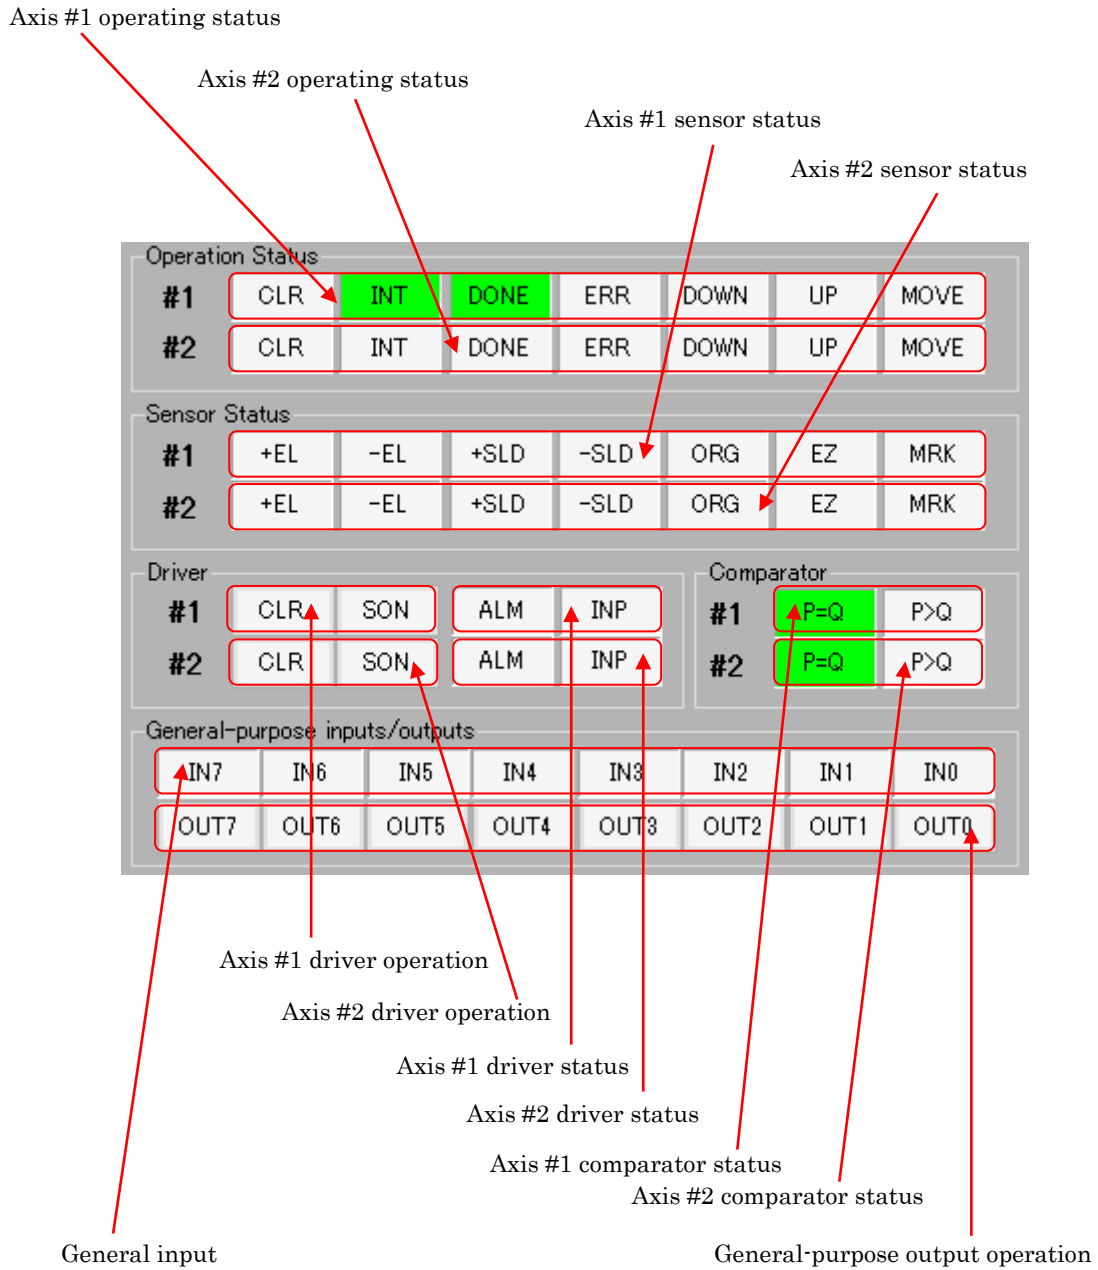 Axis #1 operating status
Axis #2 operating status
Axis #1 sensor status
Axis #2 sensor status
Operation Status
#1 CLR INT DONE ERR DOWN UP MOVE
#2 CLR INT DONE ERR DOWN UP MOVE
Sensor Status
#1 +EL -EL +SLD -SLD ORG EZ MRK
#2 +EL -EL +SLD -SLD ORG EZ MRK
Driver Comparator
#1 CLR SON ALM INP #1 P=Q P>Q
#2 CLR SON ALM INP #2 P=Q P>Q
General-purpose inputs/outputs
IN7 IN6 IN5 IN4 IN3 IN2 IN1 IN0
OUT7 OUT6 OUT5 OUT4 OUT3 OUT2 OUT1 OUT0
Axis #1 driver operation
Axis #2 driver operation
Axis #1 driver status
Axis #2 driver status
Axis #1 comparator status
Axis #2 comparator status
General input General-purpose output operation